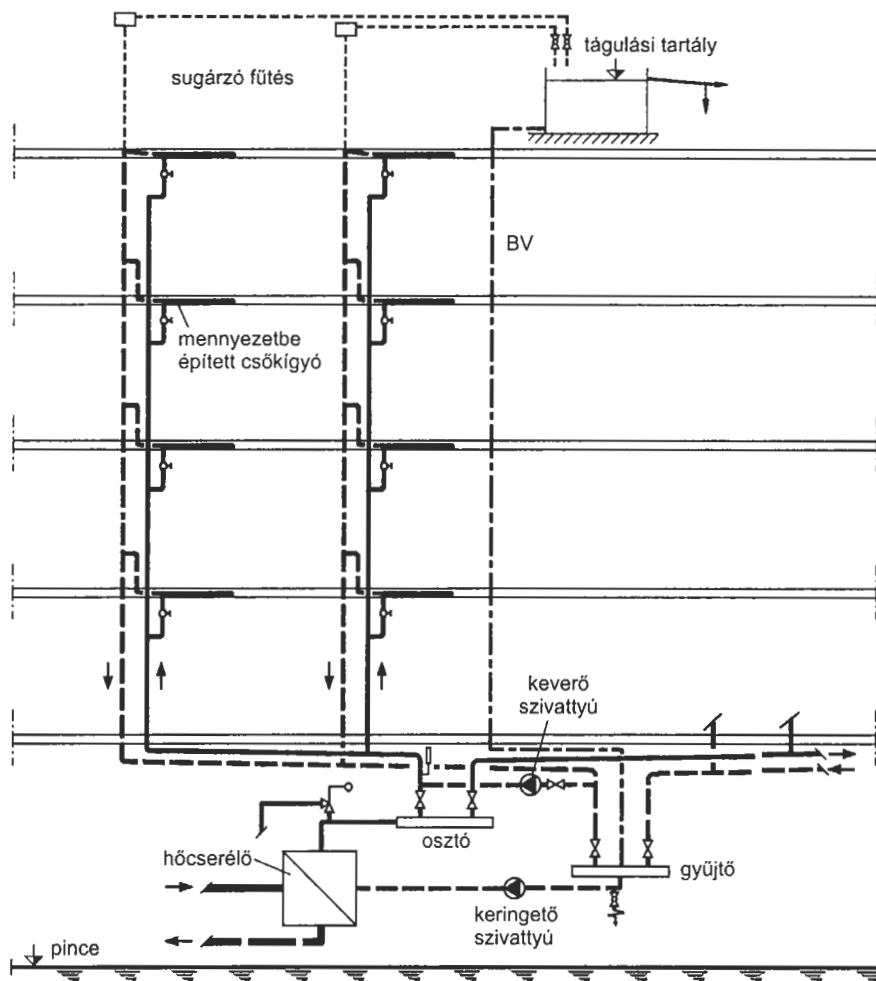 tágulási tartály
sugárzó fűtés
BV
mennyezetbe
épített csőkígyó
keverő
szivattyú
osztó
hőcserélő
gyűjtő
keringető
szivattyú
pince